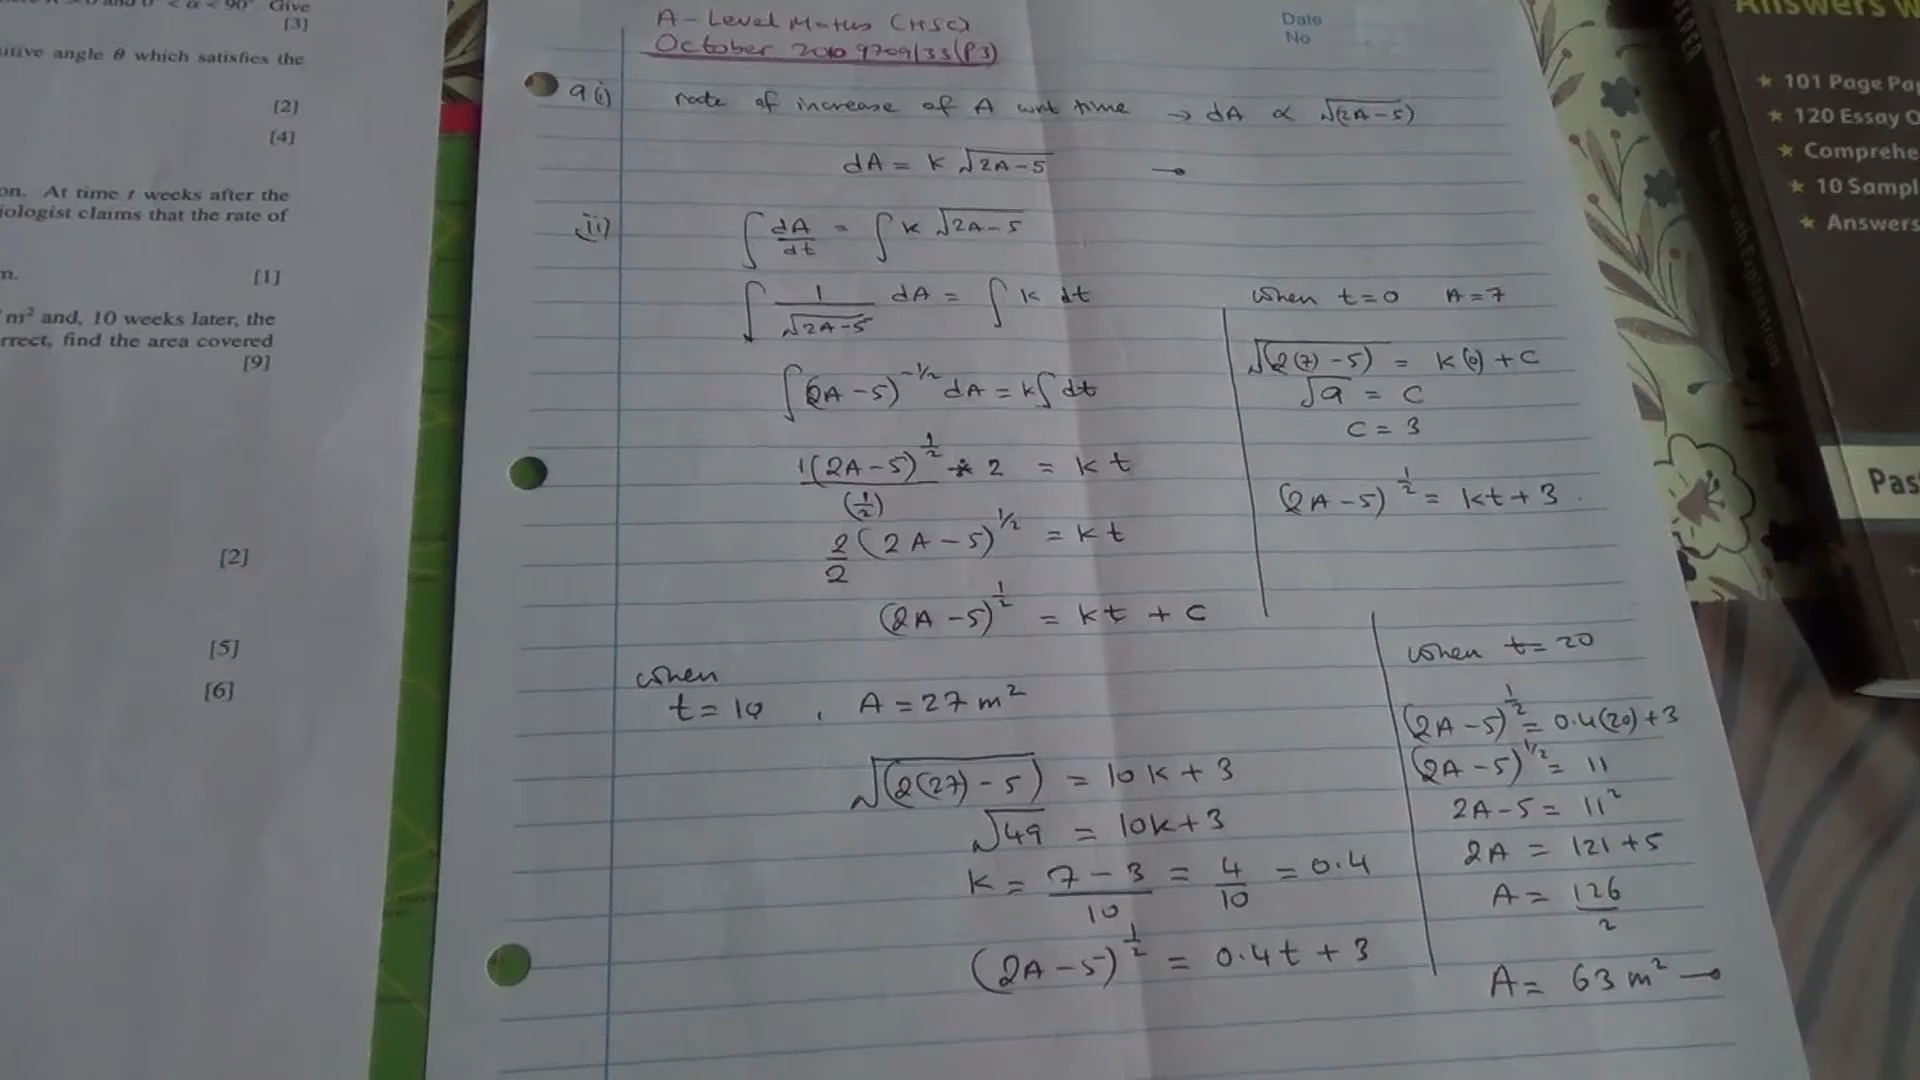 Give
[3]
itive angle θ which satisfies the
[2]
[4]
on. At time t weeks after the
iologist claims that the rate of
n. [1]
m² and, 10 weeks later, the
rrect, find the area covered
[9]
[2]
[5]
[6]
A-Level Maths (HSC)
October 2010 9709/33 (P3)
Date
No
9(i) rate of increase of A wrt time → dA ∝ √(2A-5)
dA = k √2A-5
ii) ∫ dA/dt = ∫ k √2A-5
∫ 1/√2A-5 dA = ∫ k dt
∫(2A-5)^-1/2 dA = k∫dt
1(2A-5)^1/2/(1/2) * 2 = kt
2/2 (2A-5)^1/2 = kt
(2A-5)^1/2 = kt + c
when t=0 A=7
√(2(7)-5) = k(0)+c
√9 = c
c = 3
(2A-5)^1/2 = kt+3
when
t=10, A=27m²
√(2(27)-5) = 10k+3
√49 = 10k+3
k = 7-3/10 = 4/10 = 0.4
(2A-5)^1/2 = 0.4t+3
when t=20
(2A-5)^1/2 = 0.4(20)+3
(2A-5)^1/2 = 11
2A-5 = 11²
2A = 121+5
A = 126/2
A = 63m²
Answers w
★ 101 Page Pap
★ 120 Essay Q
★ Comprehe
★ 10 Sampl
★ Answers
Answers with Explanations
Pas